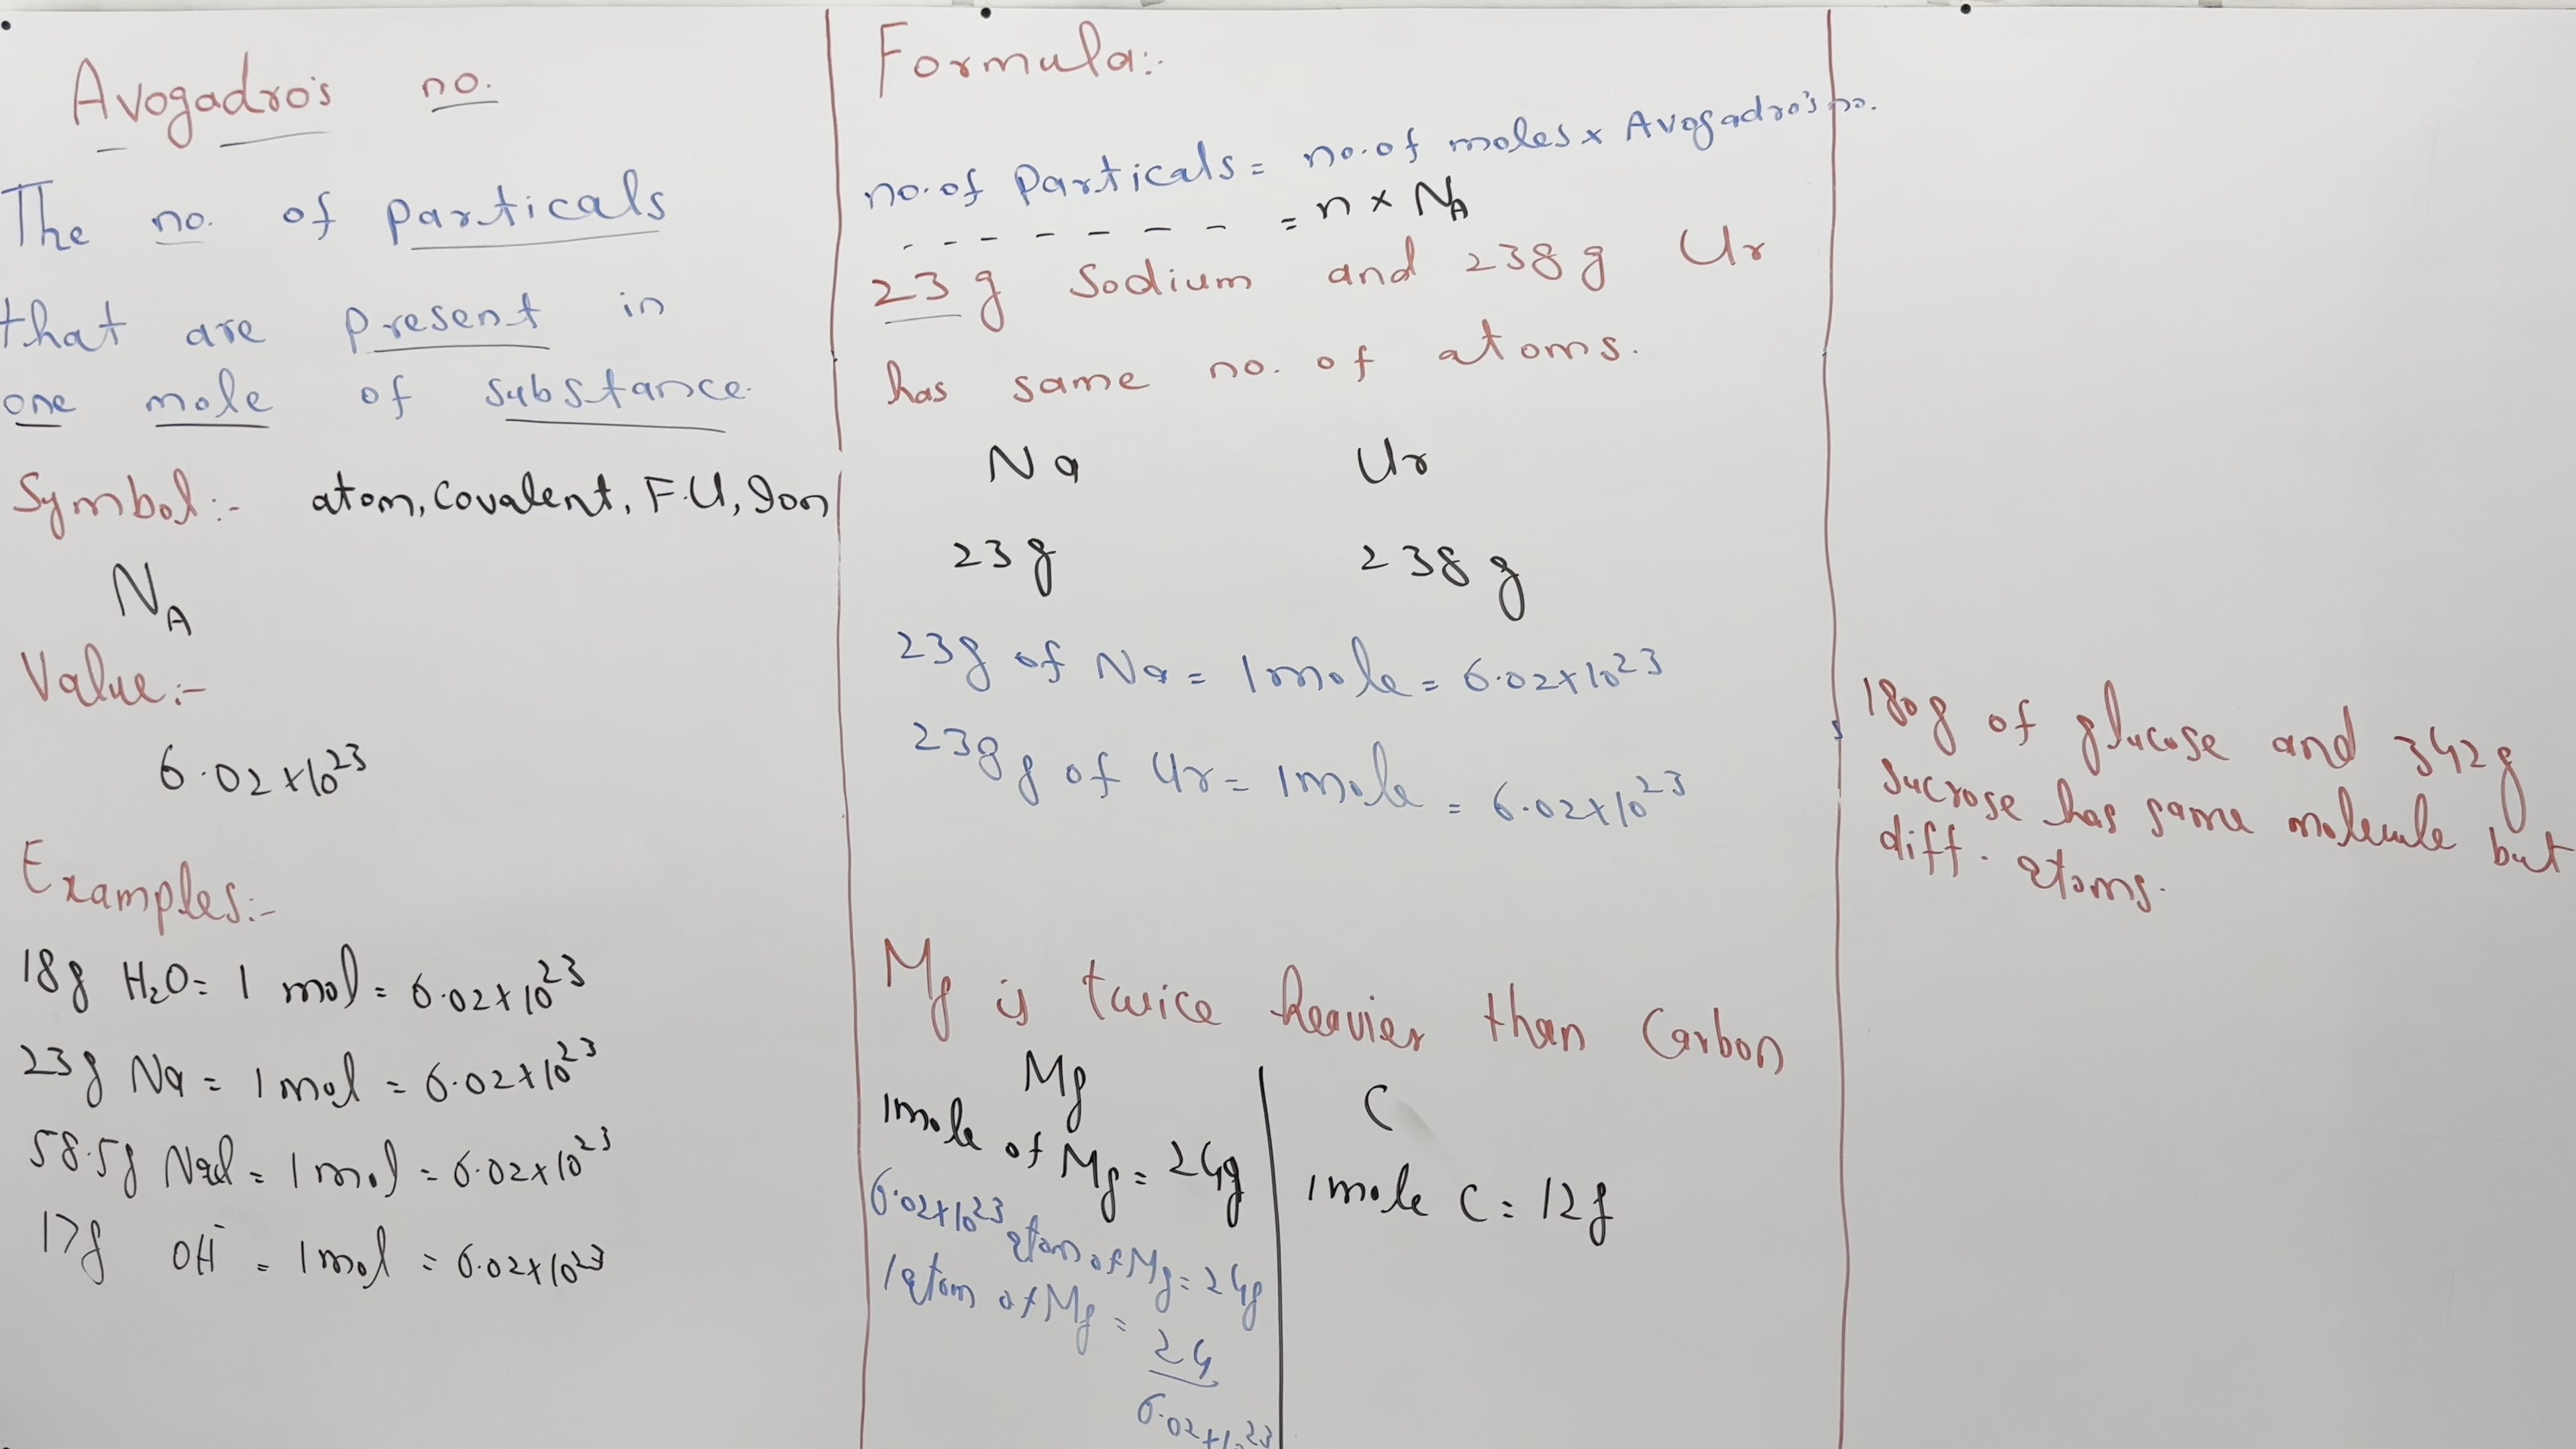 Avogadro's no.
The no. of particals
that are present in
one mole of substance.
Symbol:- atom, Covalent, F.U, Ion
N_A
Value:-
6.02 x 10^23
Examples:-
18g H₂O = 1 mol = 6.02 x 10^23
23g Na = 1 mol = 6.02 x 10^23
58.5g NaCl = 1 mol = 6.02 x 10^23
17g OH⁻ = 1 mol = 6.02 x 10^23
Formula:-
no. of Particals = no. of moles x Avogadro's no.
- - - - - - - = n x N_A
23 g Sodium and 238 g Ur
has same no. of atoms.
Na Ur
23 g 238 g
23g of Na = 1 mole = 6.02 x 10^23
238g of Ur = 1 mole = 6.02 x 10^23
Mg is twice heavier than Carbon
Mg
1 mole of Mg = 24g
6.02 x 10^23 atom of Mg = 24g
1 atom of Mg = 24
6.02 x 10^23
C
1 mole C = 12g
180g of glucose and 342g
sucrose has same molecule but
diff. atoms.